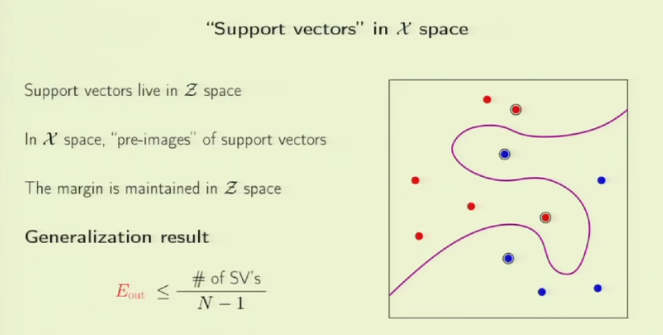 “Support vectors” in 𝒳 space
Support vectors live in 𝒵 space
In 𝒳 space, “pre-images” of support vectors
The margin is maintained in 𝒵 space
Generalization result
E_out ≤ # of SV's / N − 1